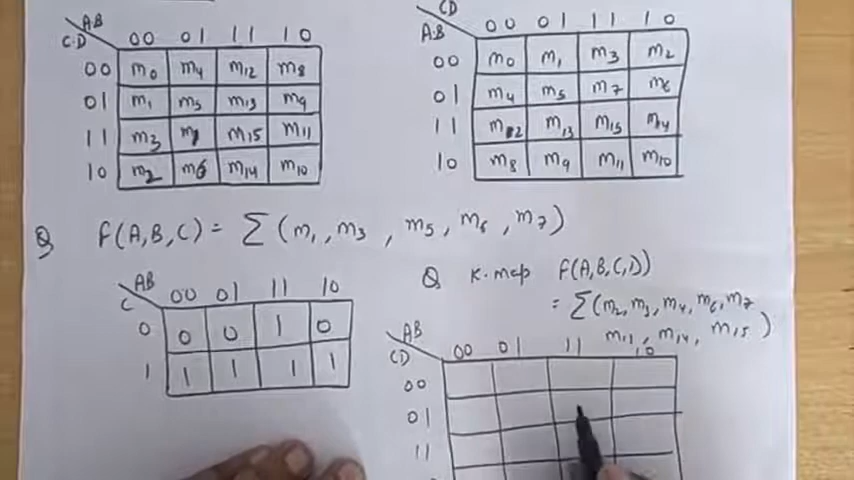 AB
CD 00 01 11 10
00 m0 m4 m12 m8
01 m1 m5 m13 m9
11 m3 m7 m15 m11
10 m2 m6 m14 m10
CD
AB 00 01 11 10
00 m0 m1 m3 m2
01 m4 m5 m7 m6
11 m12 m13 m15 m14
10 m8 m9 m11 m10
Q F(A,B,C) = Σ (m1, m3, m5, m6, m7)
AB
C 00 01 11 10
0 0 0 1 0
1 1 1 1 1
Q K-map F(A,B,C,D)
= Σ(m2, m3, m4, m6, m7
, m14, m15)
AB
CD 00 01 11 10
00
01
11